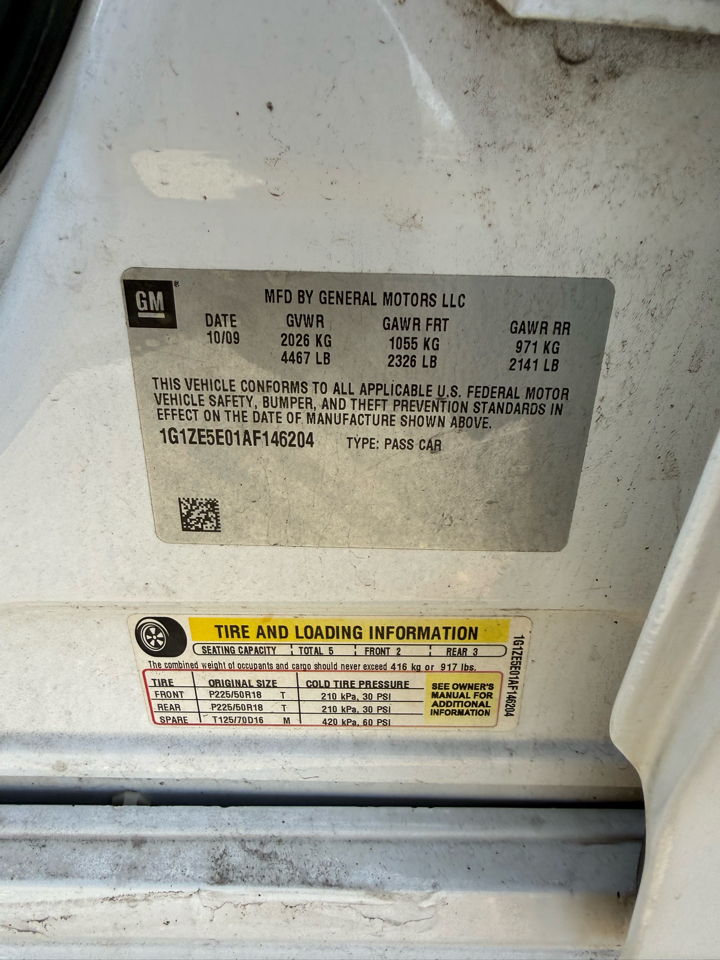 GM
MFD BY GENERAL MOTORS LLC
DATE GVWR GAWR FRT GAWR RR
10/09 2026 KG 1055 KG 971 KG
4467 LB 2326 LB 2141 LB
THIS VEHICLE CONFORMS TO ALL APPLICABLE U.S. FEDERAL MOTOR
VEHICLE SAFETY, BUMPER, AND THEFT PREVENTION STANDARDS IN
EFFECT ON THE DATE OF MANUFACTURE SHOWN ABOVE.
1G1ZE5E01AF146204 TYPE: PASS CAR
TIRE AND LOADING INFORMATION
SEATING CAPACITY TOTAL 5 FRONT 2 REAR 3
The combined weight of occupants and cargo should never exceed 416 kg or 917 lbs.
TIRE ORIGINAL SIZE COLD TIRE PRESSURE
FRONT P225/50R18 T 210 kPa, 30 PSI
REAR P225/50R18 T 210 kPa, 30 PSI
SPARE T125/70D16 M 420 kPa, 60 PSI
SEE OWNER'S
MANUAL FOR
ADDITIONAL
INFORMATION
1G1ZE5E01AF146204